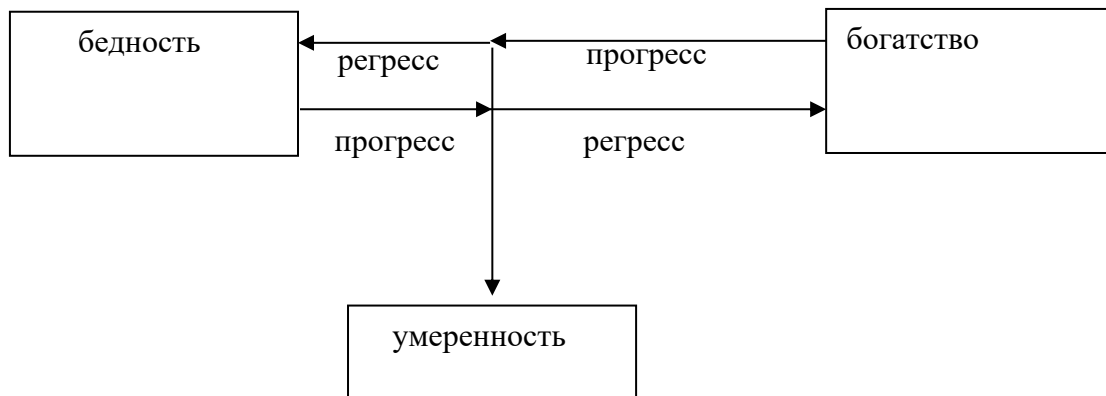 бедность
богатство
регресс
прогресс
прогресс
регресс
умеренность